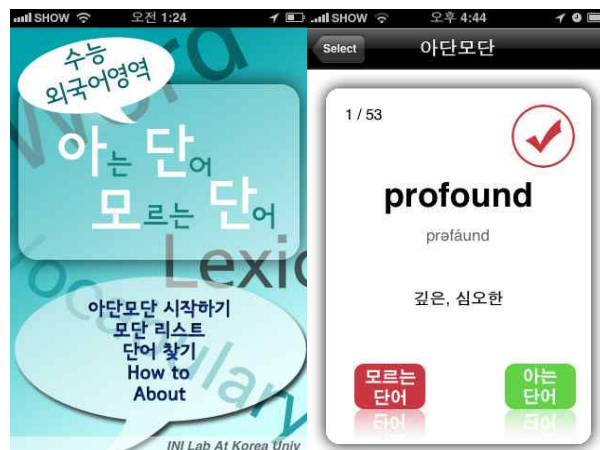 SHOW 오전 1:24
Word
수능
외국어영역
아는 단어
모르는 단어
Lexic
Vocabulary
아단모단 시작하기
모단 리스트
단어 찾기
How to
About
INI Lab At Korea Univ
SHOW 오후 4:44
Select 아단모단
1 / 53
profound
prəfáund
깊은, 심오한
모르는
단어
아는
단어